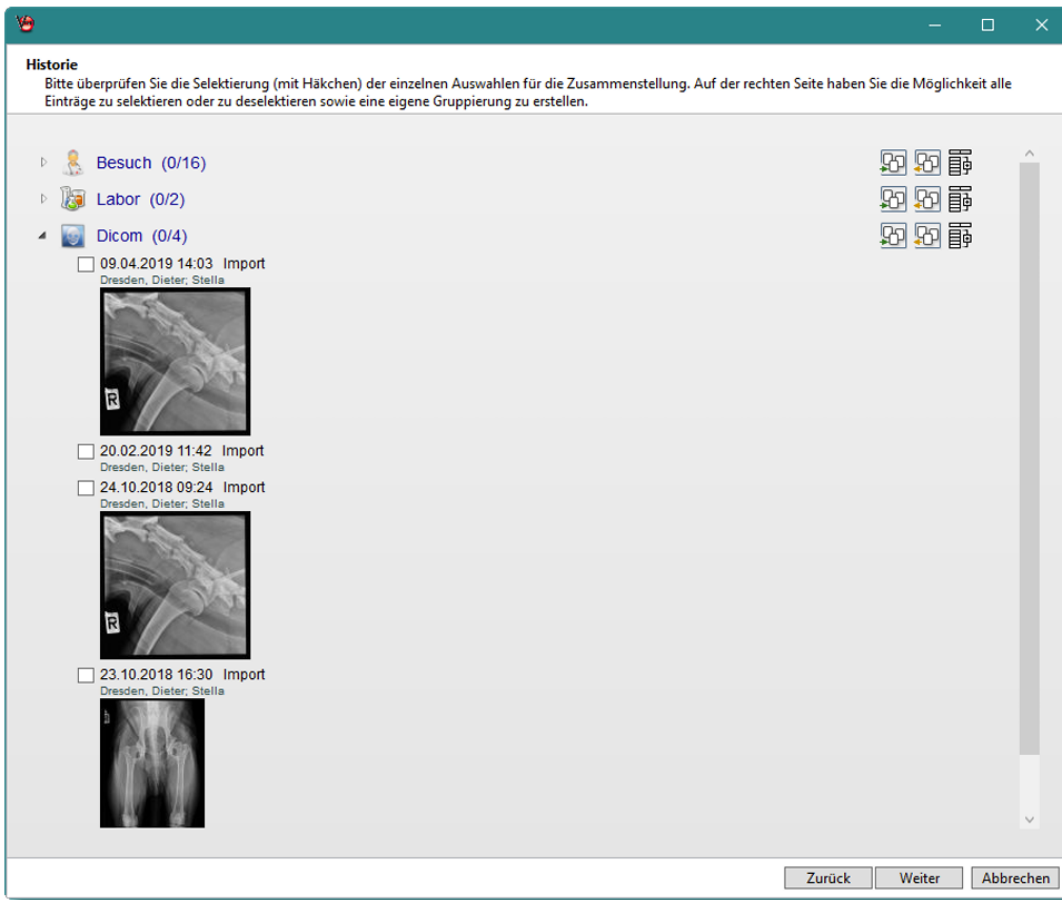 Historie
Bitte überprüfen Sie die Selektierung (mit Häkchen) der einzelnen Auswahlen für die Zusammenstellung. Auf der rechten Seite haben Sie die Möglichkeit alle
Einträge zu selektieren oder zu deselektieren sowie eine eigene Gruppierung zu erstellen.
Besuch (0/16)
Labor (0/2)
Dicom (0/4)
09.04.2019 14:03 Import
Dresden, Dieter; Stella
R
20.02.2019 11:42 Import
Dresden, Dieter; Stella
24.10.2018 09:24 Import
Dresden, Dieter; Stella
R
23.10.2018 16:30 Import
Dresden, Dieter; Stella
Zurück Weiter Abbrechen